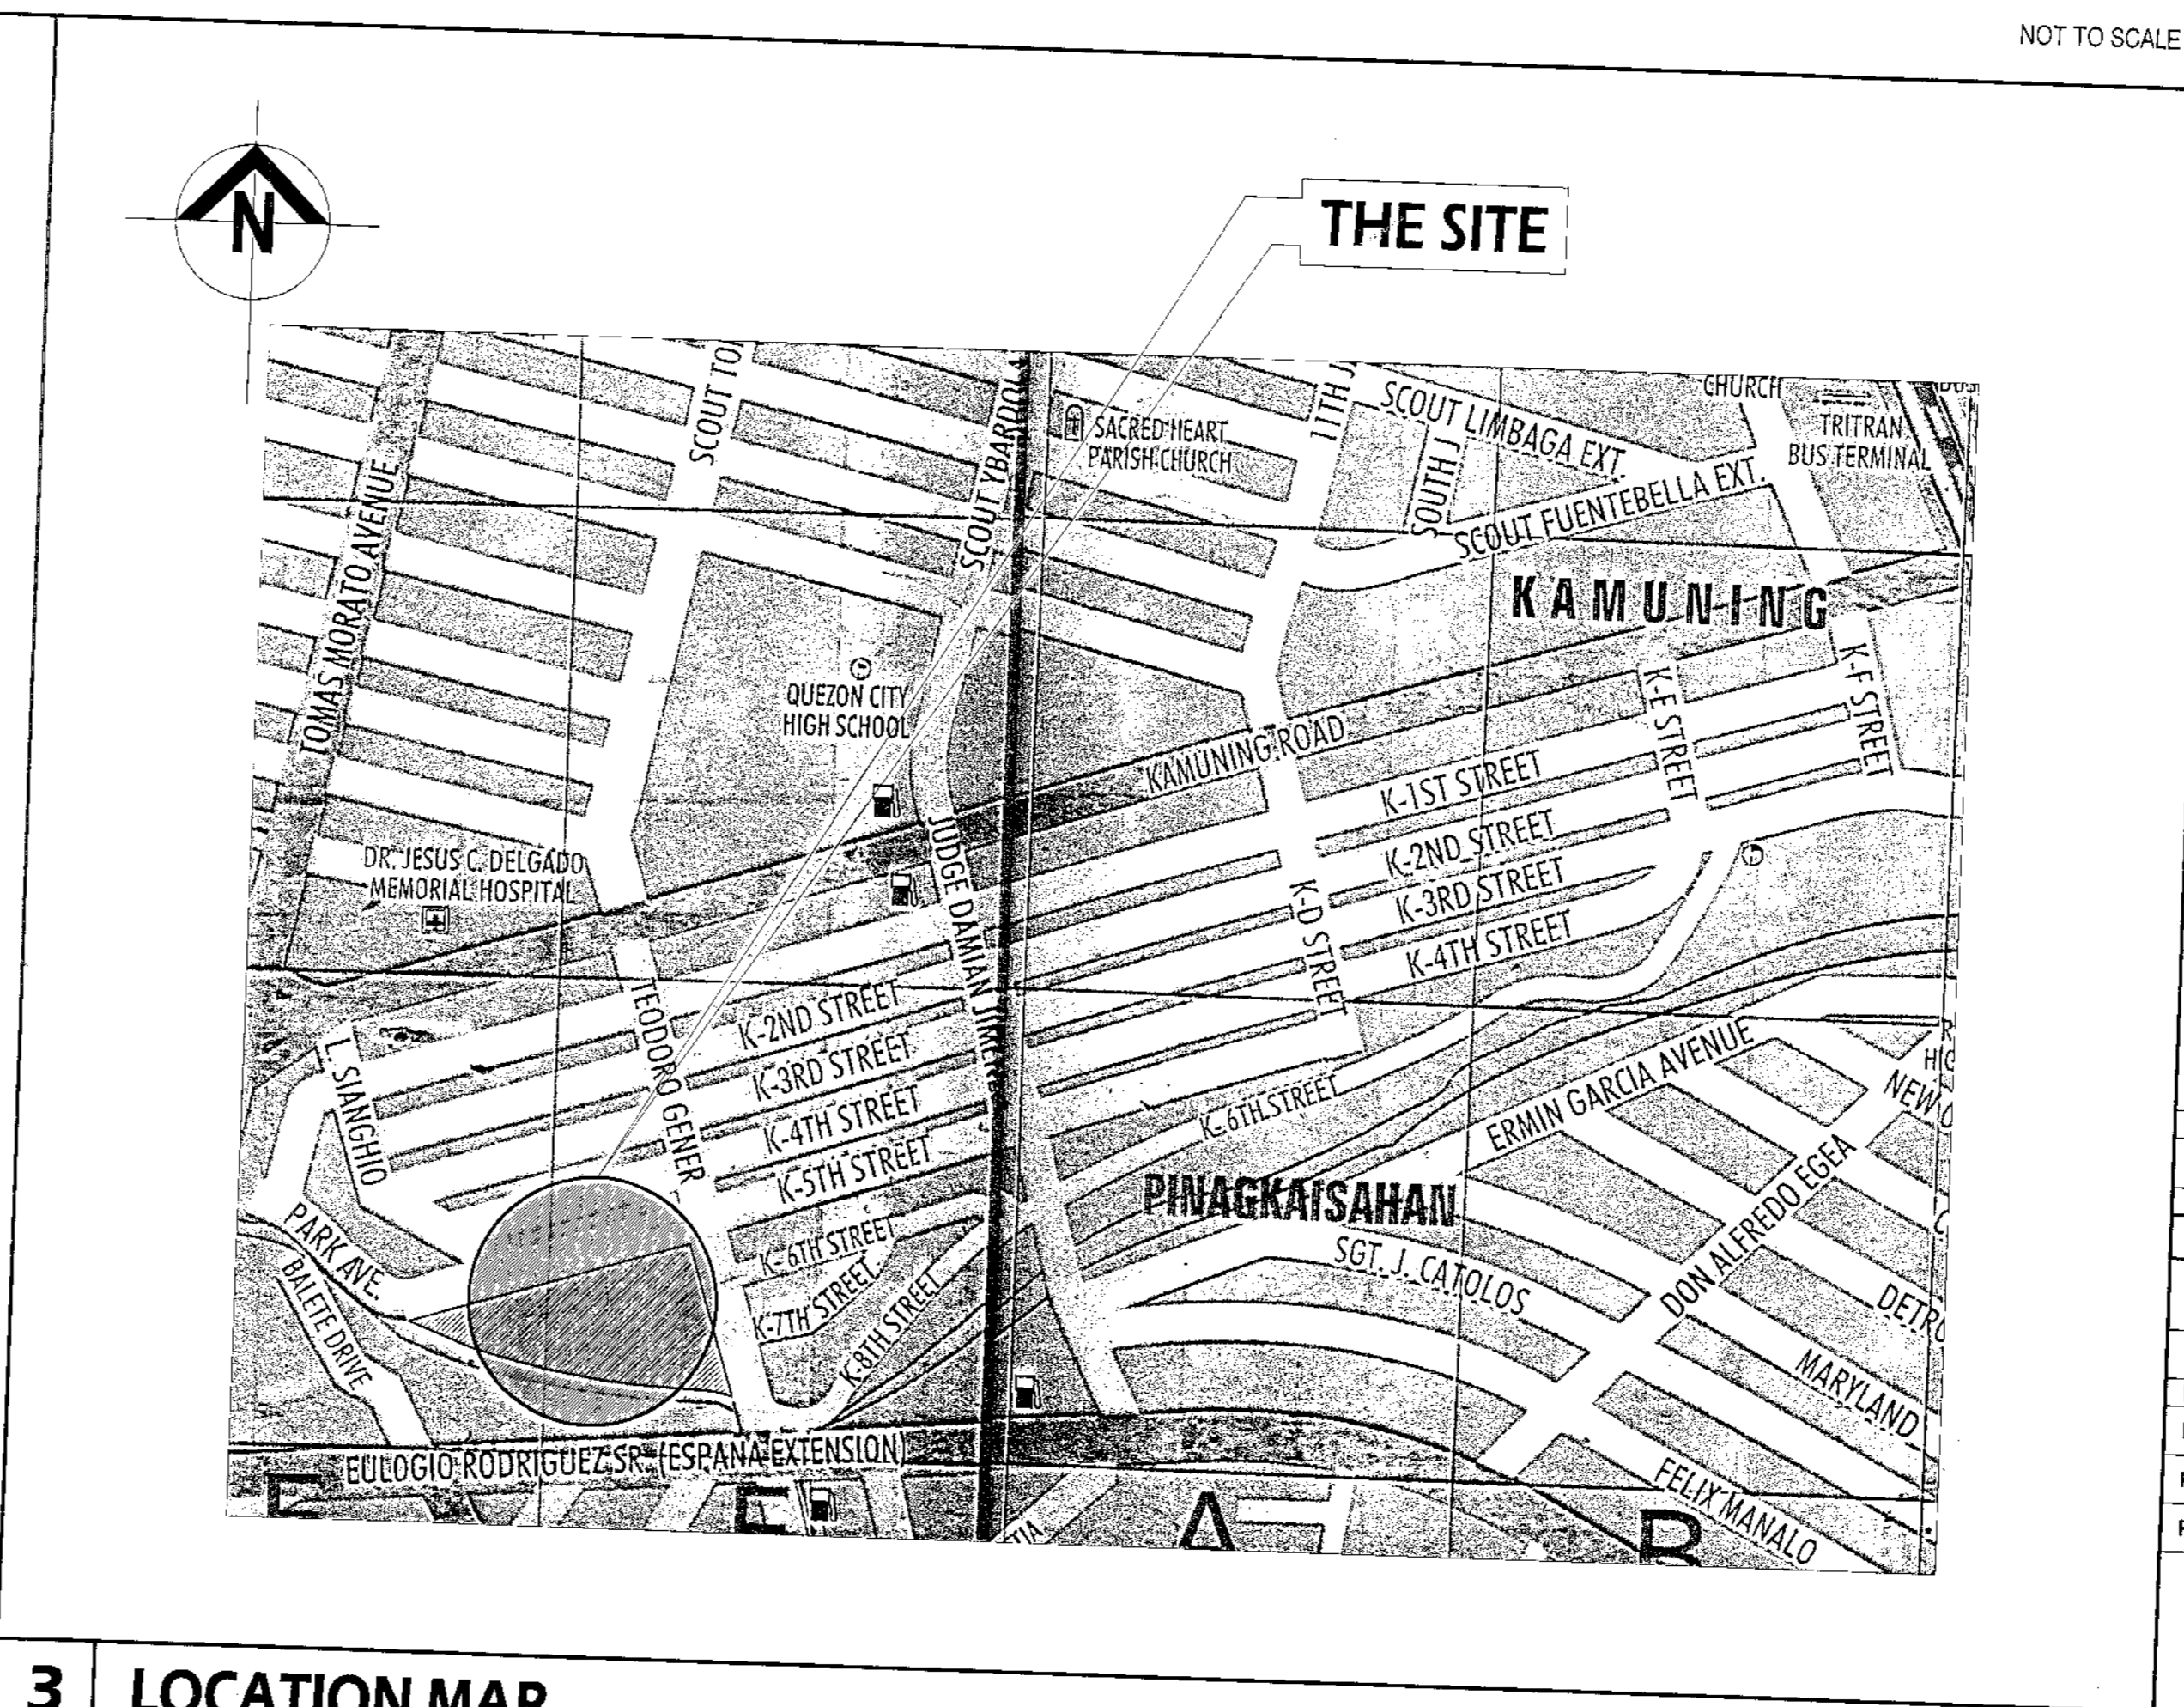 NOT TO SCALE
N
THE SITE
SCOUT YBARDOLA
SACRED HEART
PARISH CHURCH
SCOUT LIMBAGA EXT.
SOUTH J
11TH J
CHURCH
TRITRAN
BUS TERMINAL
SCOUT FUENTEBELLA EXT.
TOMAS MORATO AVENUE
KAMUNING
QUEZON CITY
HIGH SCHOOL
KAMUNING ROAD
K-E STREET
K-F STREET
K-1ST STREET
K-2ND STREET
K-3RD STREET
K-4TH STREET
K-D STREET
DR. JESUS C. DELGADO
MEMORIAL HOSPITAL
JUDGE DAMIAN JIMENEZ
TEODORO GENER
K-2ND STREET
K-3RD STREET
K-4TH STREET
K-5TH STREET
K-6TH STREET
K-7TH STREET
K-8TH STREET
L. SIANGHIO
PARK AVE.
BALETE DRIVE
K-6TH STREET
ERMIN GARCIA AVENUE
PINAGKAISAHAN
SGT. J. CATOLOS
DON ALFREDO EGEA
NEW
MARYLAND
FELIX MANALO
EULOGIO RODRIGUEZ SR. (ESPANA EXTENSION)
A
B
3 LOCATION MAP